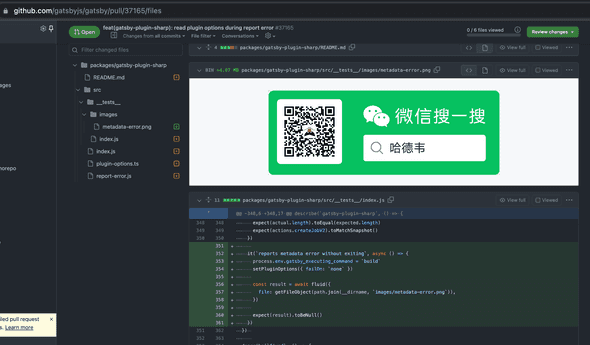 github.com/gatsbyjs/gatsby/pull/37165/files
Open
feat(gatsby-plugin-sharp): read plugin options during report error #37165
Changes from all commits
File filter
Conversations
0 / 6 files viewed
Review changes
Filter changed files
packages/gatsby-plugin-sharp
README.md
src
__tests__
images
metadata-error.png
index.js
index.js
plugin-options.ts
report-error.js
4
packages/gatsby-plugin-sharp/README.md
View full
Viewed
packages/gatsby-plugin-sharp/src/__tests__/images/metadata-error.png
View full
Viewed
微信搜一搜
哈德韦
11
packages/gatsby-plugin-sharp/src/__tests__/index.js
View full
Viewed
@@ -348,6 +348,17 @@ describe(`gatsby-plugin-sharp`, () => {
348 348 expect(actual.length).toEqual(expected.length)
349 349 expect(actions.createJobV2).toMatchSnapshot()
350 350 })
351 +
352 + it(`reports metadata error without exiting`, async () => {
353 + process.env.gatsby_executing_command = `build`
354 + setPluginOptions({ failOn: `none` })
355 +
356 + const result = await fluid({
357 + file: getFileObject(path.join(__dirname, `images/metadata-error.png`)),
358 + })
359 +
360 + expect(result).toBeNull()
361 + })
351 362 })
352 363
ages
norepo
led pull request
s. Learn more